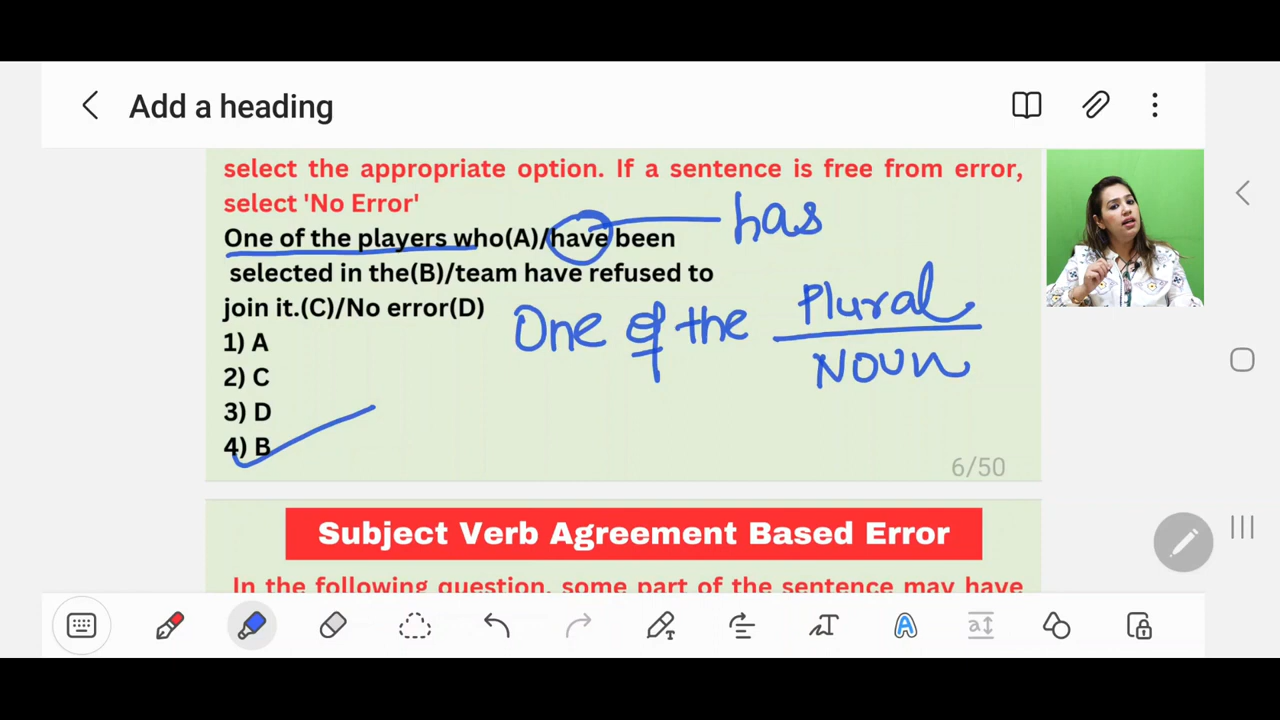 Add a heading
select the appropriate option. If a sentence is free from error,
select 'No Error'
One of the players who(A)/have been
has
selected in the(B)/team have refused to
join it.(C)/No error(D)
One of the Plural
Noun
1) A
2) C
3) D
4) B
6/50
Subject Verb Agreement Based Error
In the following question, some part of the sentence may have